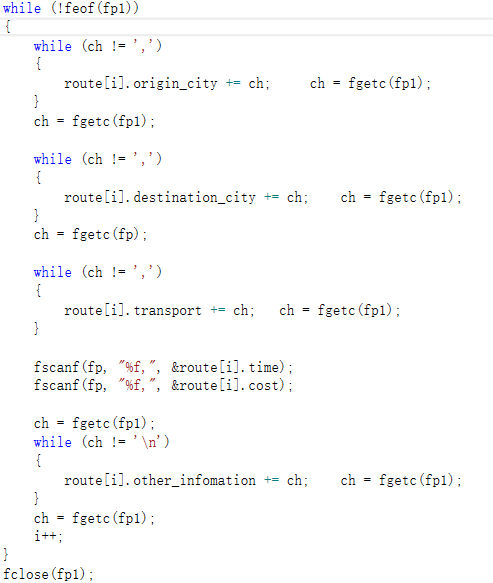 while (!feof(fp1))
{
    while (ch != ',')
    {
        route[i].origin_city += ch;     ch = fgetc(fp1);
    }
    ch = fgetc(fp1);

    while (ch != ',')
    {
        route[i].destination_city += ch;    ch = fgetc(fp1);
    }
    ch = fgetc(fp);

    while (ch != ',')
    {
        route[i].transport += ch;   ch = fgetc(fp1);
    }

    fscanf(fp, "%f,", &route[i].time);
    fscanf(fp, "%f,", &route[i].cost);

    ch = fgetc(fp1);
    while (ch != '\n')
    {
        route[i].other_infomation += ch;    ch = fgetc(fp1);
    }
    ch = fgetc(fp1);
    i++;
}
fclose(fp1);